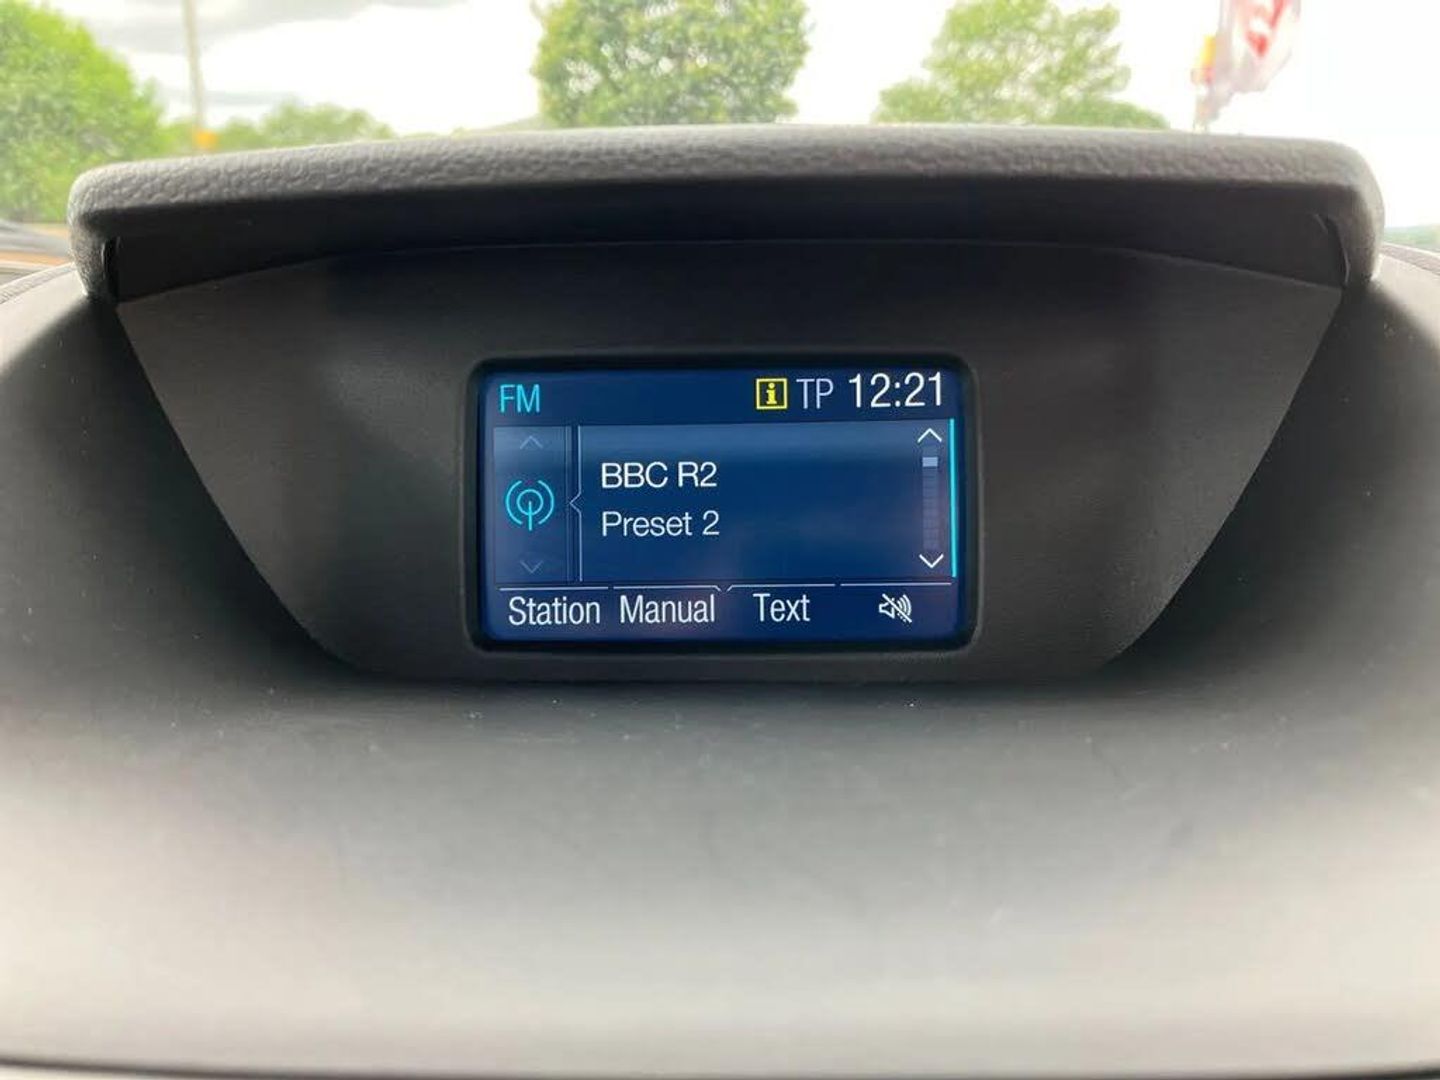 FM i TP 12:21
BBC R2
Preset 2
Station Manual Text